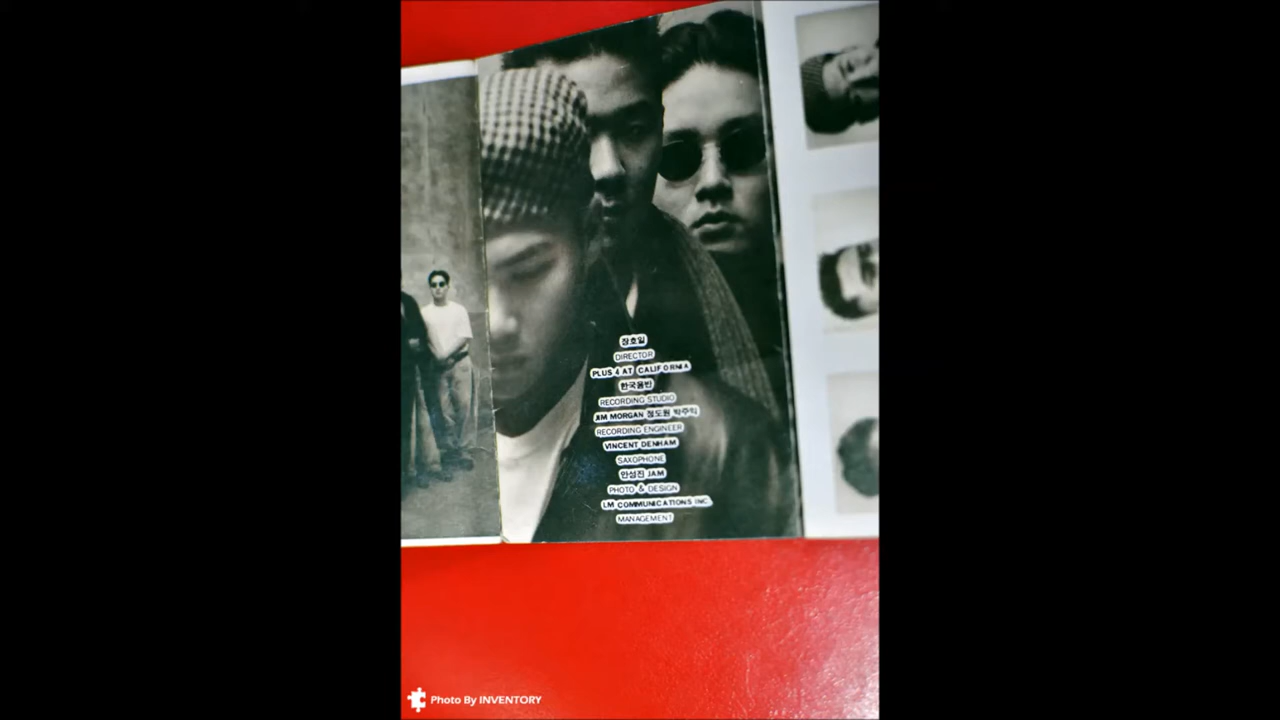 장호일
DIRECTOR
PLUS 4 AT CALIFORNIA
한국음반
RECORDING STUDIO
JIM MORGAN 정도원 박주익
RECORDING ENGINEER
VINCENT DENHAM
SAXOPHONE
안성진 JAM
PHOTO & DESIGN
LM COMMUNICATIONS INC.
MANAGEMENT
Photo By INVENTORY